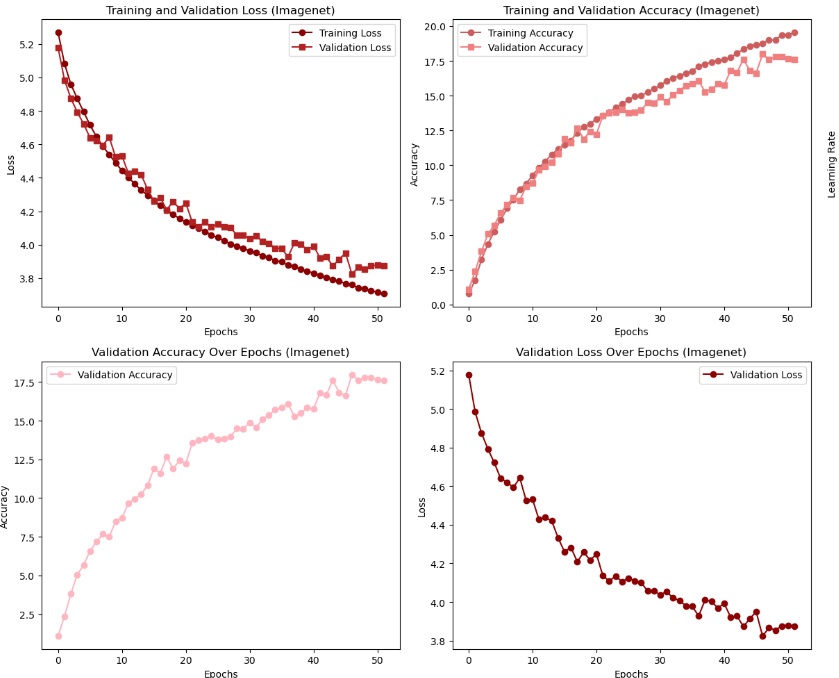 Training and Validation Loss (Imagenet)
Training Loss
Validation Loss
5.2
5.0
4.8
4.6
4.4
4.2
4.0
3.8
Loss
0 10 20 30 40 50
Epochs
Training and Validation Accuracy (Imagenet)
Training Accuracy
Validation Accuracy
20.0
17.5
15.0
12.5
10.0
7.5
5.0
2.5
0.0
Accuracy
0 10 20 30 40 50
Epochs
Learning Rate
Validation Accuracy Over Epochs (Imagenet)
Validation Accuracy
17.5
15.0
12.5
10.0
7.5
5.0
2.5
Accuracy
0 10 20 30 40 50
Epochs
Validation Loss Over Epochs (Imagenet)
Validation Loss
5.2
5.0
4.8
4.6
4.4
4.2
4.0
3.8
Loss
0 10 20 30 40 50
Epochs